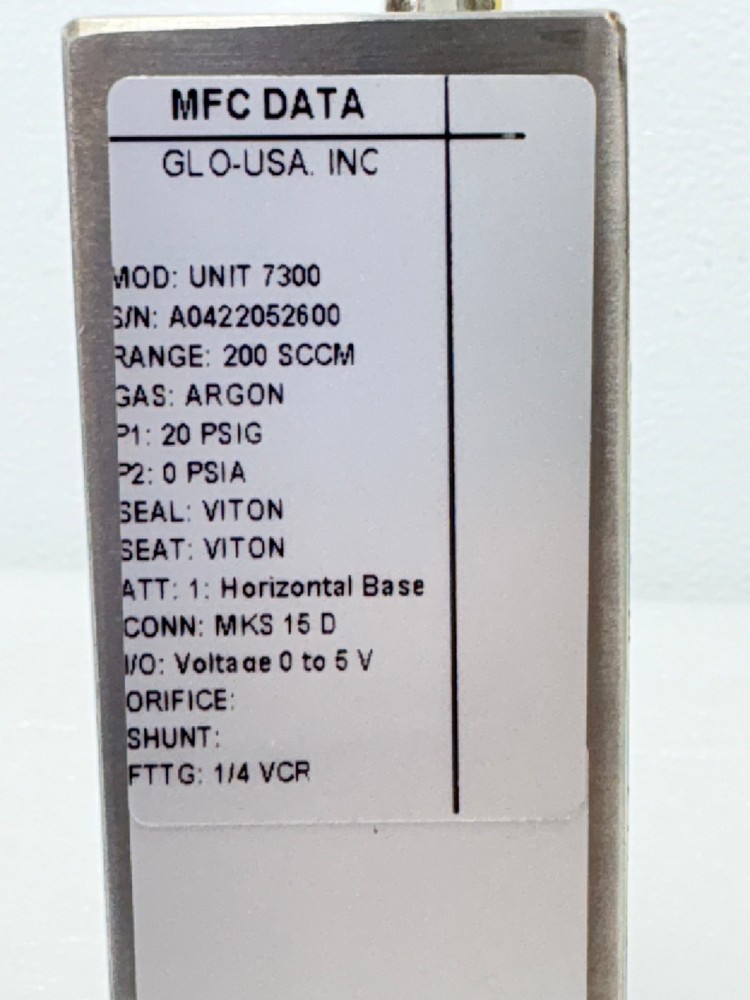 MFC DATA
GLO-USA. INC
MOD: UNIT 7300
S/N: A0422052600
RANGE: 200 SCCM
GAS: ARGON
P1: 20 PSIG
P2: 0 PSIA
SEAL: VITON
SEAT: VITON
ATT: 1: Horizontal Base
CONN: MKS 15 D
I/O: Voltage 0 to 5 V
ORIFICE:
SHUNT:
FTTG: 1/4 VCR